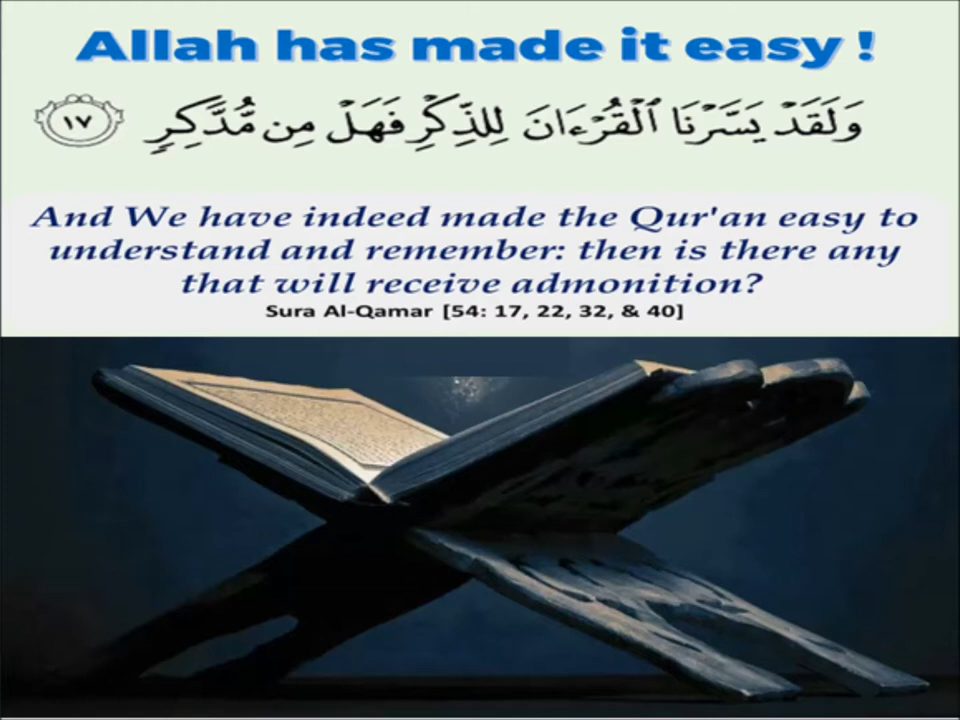 Allah has made it easy !
وَلَقَدْ يَسَّرْنَا ٱلْقُرْءَانَ لِلذِّكْرِ فَهَلْ مِن مُّدَّكِرٍ ١٧
And We have indeed made the Qur'an easy to
understand and remember: then is there any
that will receive admonition?
Sura Al-Qamar [54: 17, 22, 32, & 40]